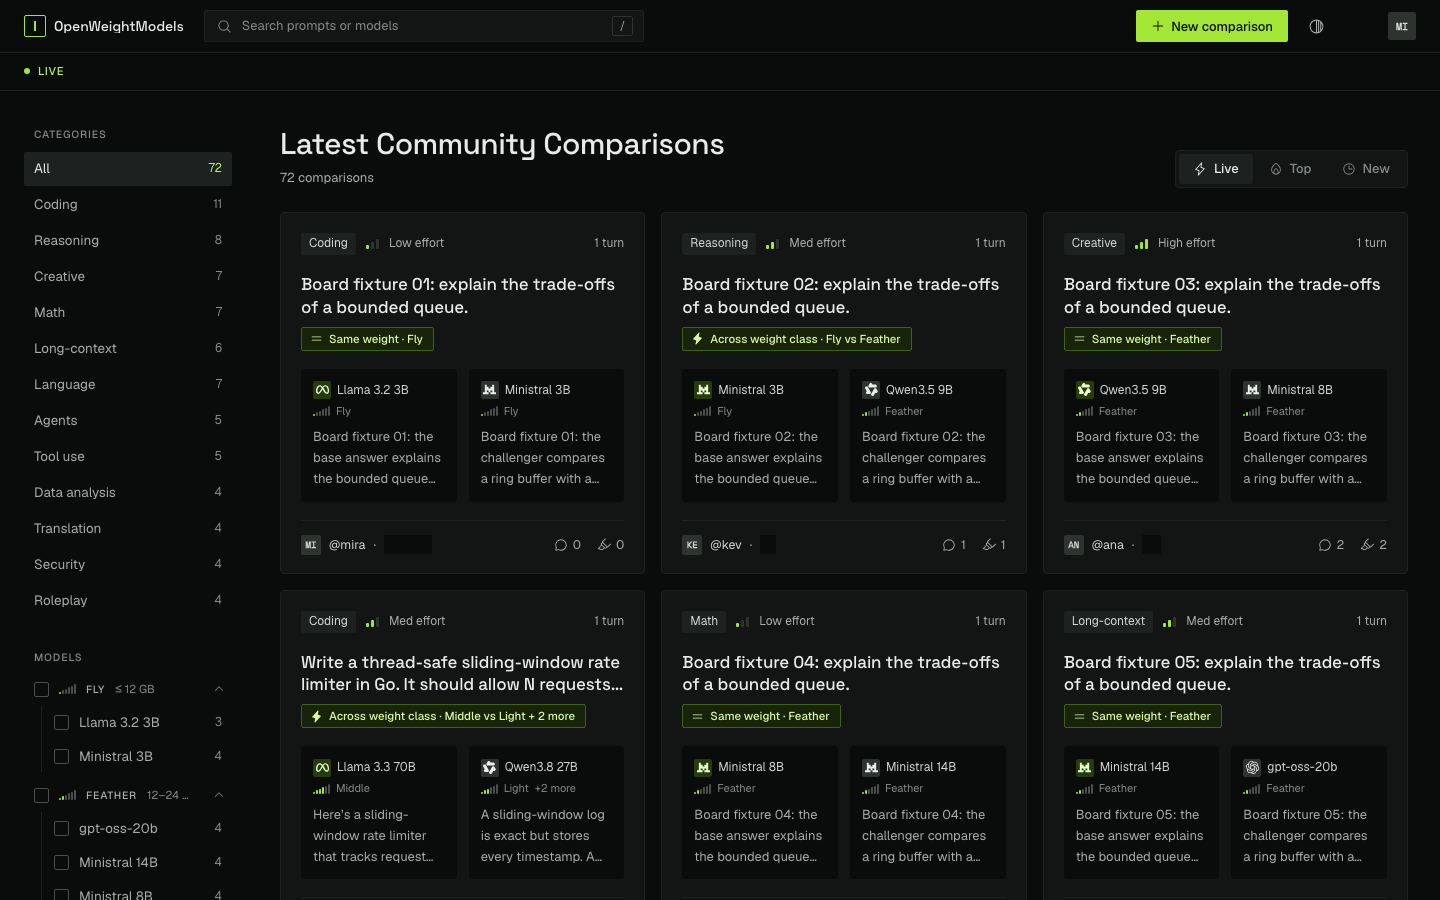 OpenWeightModels
Search prompts or models
/
New comparison
MI
LIVE
CATEGORIES
All 72
Coding 11
Reasoning 8
Creative 7
Math 7
Long-context 6
Language 7
Agents 5
Tool use 5
Data analysis 4
Translation 4
Security 4
Roleplay 4
MODELS
FLY ≤ 12 GB
Llama 3.2 3B 3
Ministral 3B 4
FEATHER 12–24 ...
gpt-oss-20b 4
Ministral 14B 4
Ministral 8B 4
Latest Community Comparisons
72 comparisons
Live Top New
Coding Low effort 1 turn
Board fixture 01: explain the trade-offs
of a bounded queue.
Same weight · Fly
Llama 3.2 3B
Fly
Board fixture 01: the
base answer explains
the bounded queue...
Ministral 3B
Fly
Board fixture 01: the
challenger compares
a ring buffer with a...
MI @mira · 0 0
Reasoning Med effort 1 turn
Board fixture 02: explain the trade-offs
of a bounded queue.
Across weight class · Fly vs Feather
Ministral 3B
Fly
Board fixture 02: the
base answer explains
the bounded queue...
Qwen3.5 9B
Feather
Board fixture 02: the
challenger compares
a ring buffer with a...
KE @kev · 1 1
Creative High effort 1 turn
Board fixture 03: explain the trade-offs
of a bounded queue.
Same weight · Feather
Qwen3.5 9B
Feather
Board fixture 03: the
base answer explains
the bounded queue...
Ministral 8B
Feather
Board fixture 03: the
challenger compares
a ring buffer with a...
AN @ana · 2 2
Coding Med effort 1 turn
Write a thread-safe sliding-window rate
limiter in Go. It should allow N requests...
Across weight class · Middle vs Light + 2 more
Llama 3.3 70B
Middle
Here's a sliding-
window rate limiter
that tracks request...
Qwen3.8 27B
Light +2 more
A sliding-window log
is exact but stores
every timestamp. A...
Math Low effort 1 turn
Board fixture 04: explain the trade-offs
of a bounded queue.
Same weight · Feather
Ministral 8B
Feather
Board fixture 04: the
base answer explains
the bounded queue...
Ministral 14B
Feather
Board fixture 04: the
challenger compares
a ring buffer with a...
Long-context Med effort 1 turn
Board fixture 05: explain the trade-offs
of a bounded queue.
Same weight · Feather
Ministral 14B
Feather
Board fixture 05: the
base answer explains
the bounded queue...
gpt-oss-20b
Feather
Board fixture 05: the
challenger compares
a ring buffer with a...